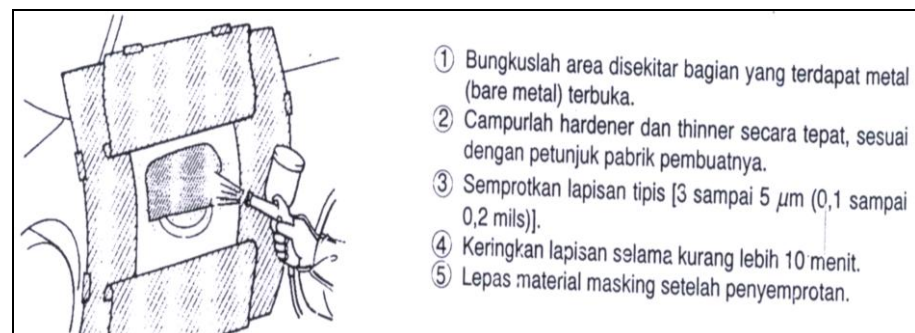 ① Bungkuslah area disekitar bagian yang terdapat metal
(bare metal) terbuka.
② Campurlah hardener dan thinner secara tepat, sesuai
dengan petunjuk pabrik pembuatnya.
③ Semprotkan lapisan tipis [3 sampai 5 μm (0,1 sampai
0,2 mils)].
④ Keringkan lapisan selama kurang lebih 10 menit.
⑤ Lepas material masking setelah penyemprotan.